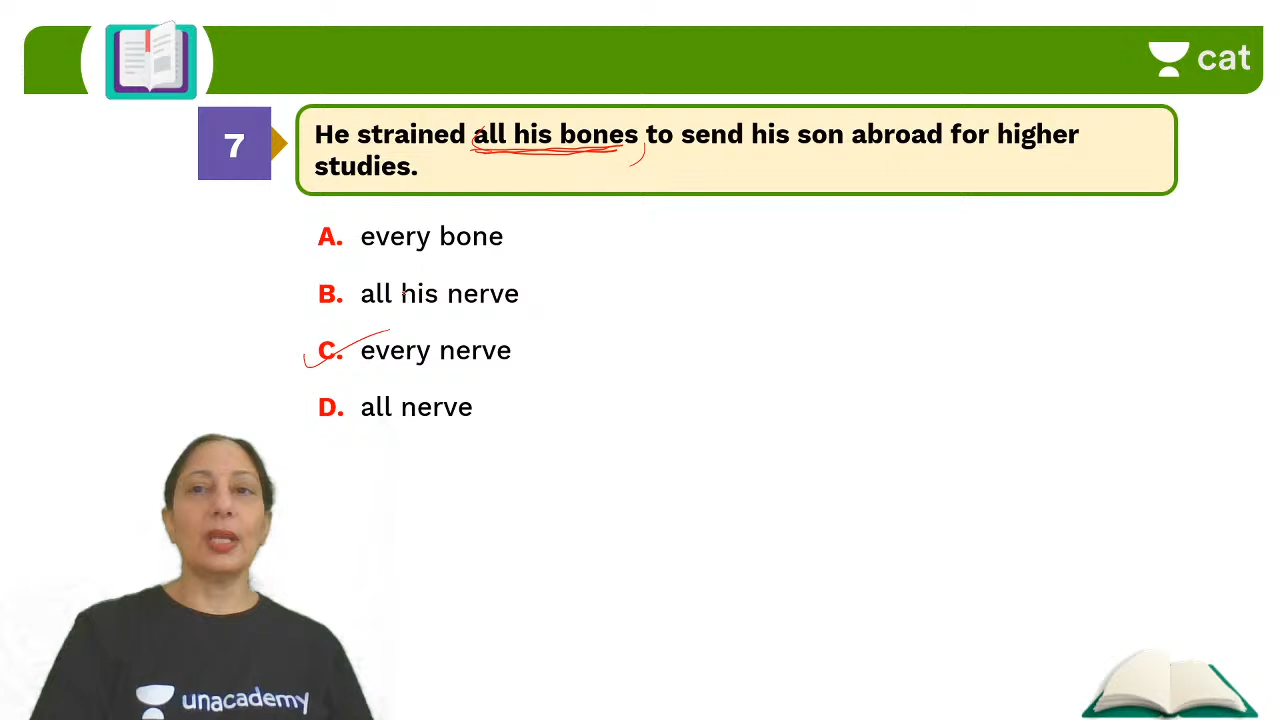 cat
7
He strained all his bones to send his son abroad for higher
studies.
A. every bone
B. all his nerve
C. every nerve
D. all nerve
unacademy